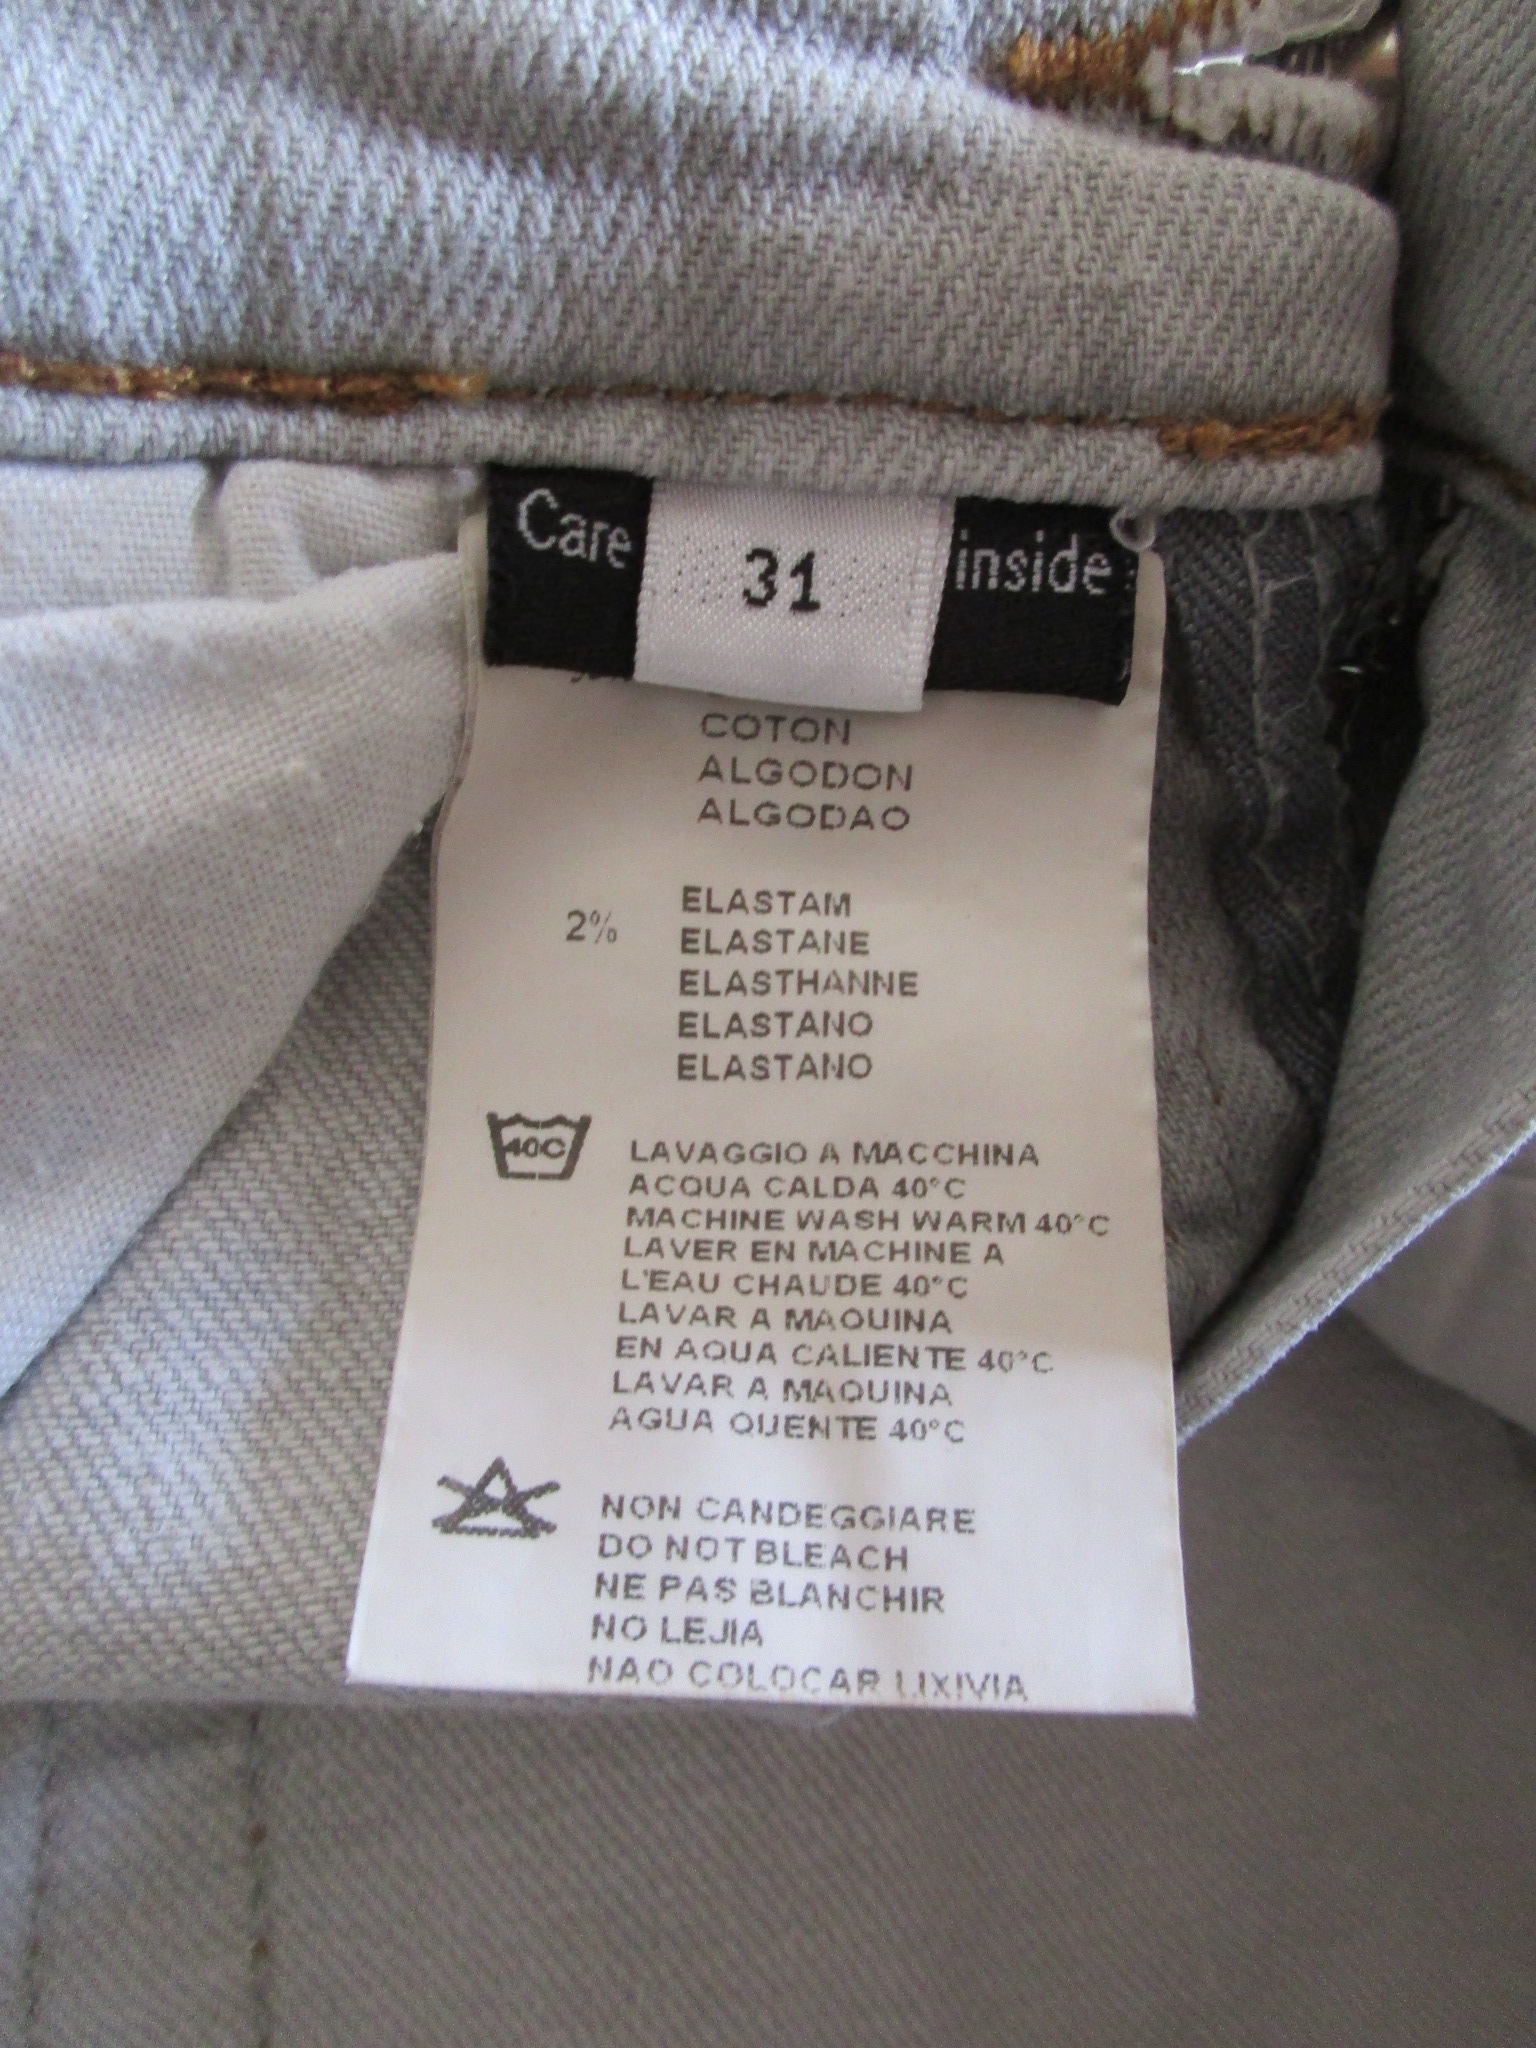 Care 31 inside
COTON
ALGODON
ALGODAO
2%
ELASTAM
ELASTANE
ELASTHANNE
ELASTANO
ELASTANO
40C
LAVAGGIO A MACCHINA
ACQUA CALDA 40°C
MACHINE WASH WARM 40°C
LAVER EN MACHINE A
L'EAU CHAUDE 40°C
LAVAR A MAQUINA
EN AQUA CALIENTE 40°C
LAVAR A MAQUINA
AGUA QUENTE 40°C
NON CANDEGGIARE
DO NOT BLEACH
NE PAS BLANCHIR
NO LEJIA
NAO COLOCAR LIXIVIA